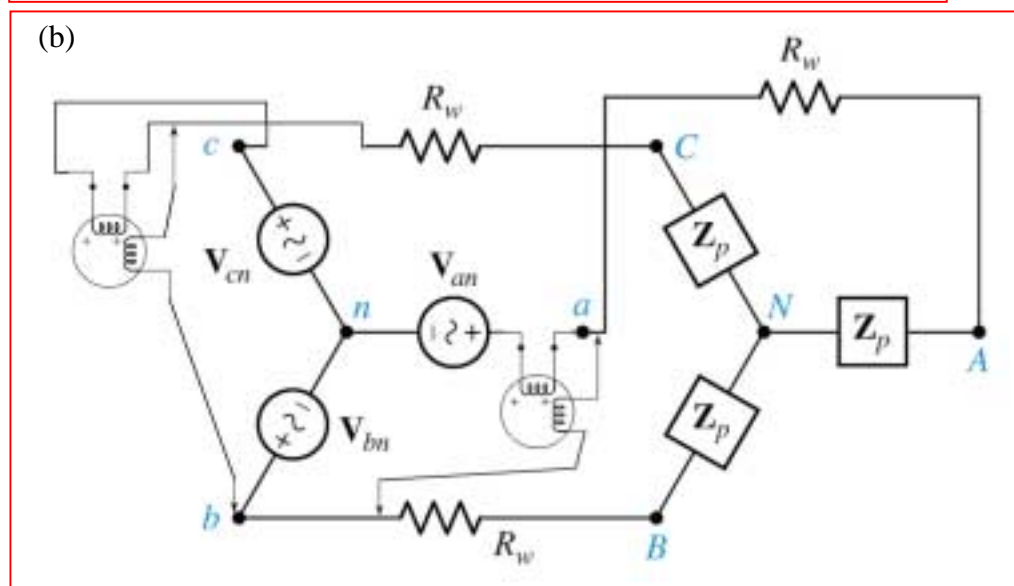 (b)
R_w
R_w
c
C
+
+
+
Z_p
V_cn
V_an
n
a
N
+
Z_p
A
+
+
Z_p
+
V_bn
b
R_w
B